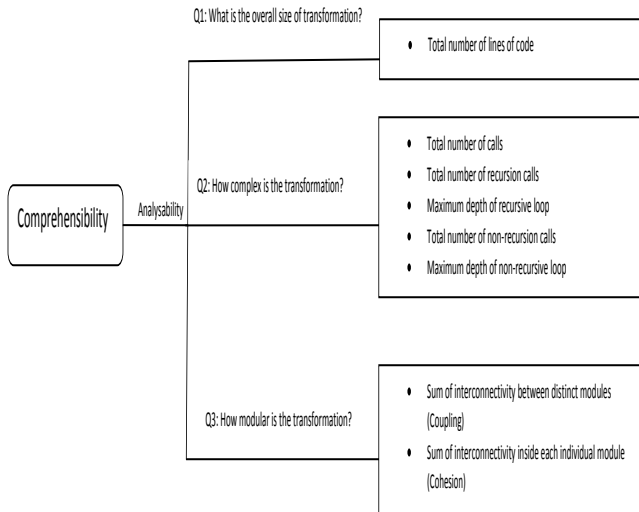 Q1: What is the overall size of transformation?
• Total number of lines of code
• Total number of calls
• Total number of recursion calls
Q2: How complex is the transformation?
• Maximum depth of recursive loop
• Total number of non-recursion calls
• Maximum depth of non-recursive loop
Comprehensibility
Analysability
Q3: How modular is the transformation?
• Sum of interconnectivity between distinct modules
(Coupling)
• Sum of interconnectivity inside each individual module
(Cohesion)